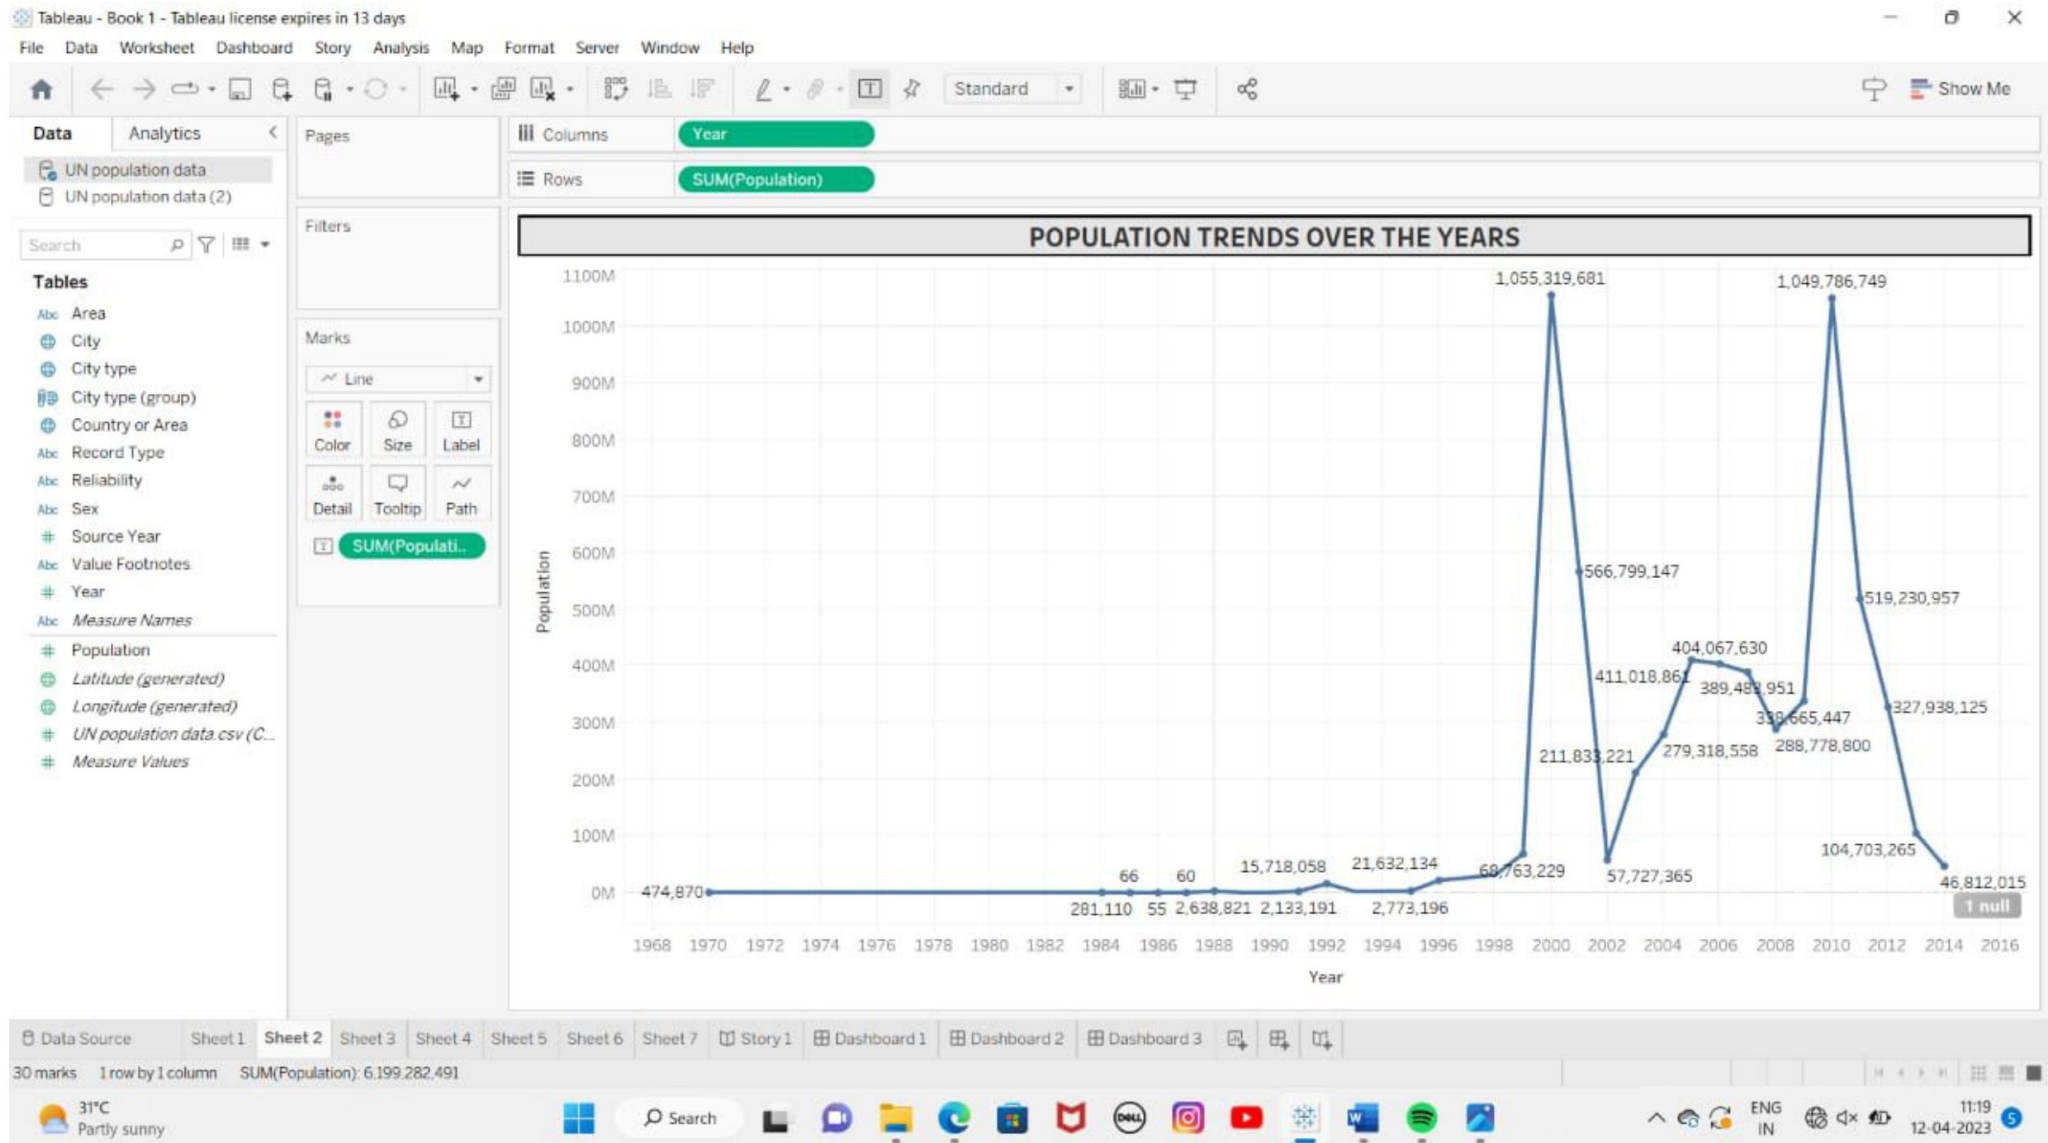 Tableau - Book 1 - Tableau license expires in 13 days
File Data Worksheet Dashboard Story Analysis Map Format Server Window Help
Standard
Show Me
Data Analytics
UN population data
UN population data (2)
Search
Tables
Abc Area
City
City type
City type (group)
Country or Area
Abc Record Type
Abc Reliability
Abc Sex
# Source Year
Abc Value Footnotes
# Year
Abc Measure Names
# Population
Latitude (generated)
Longitude (generated)
# UN population data.csv (C...
# Measure Values
Pages
Filters
Marks
Line
Color Size Label
Detail Tooltip Path
SUM(Populati..
Columns Year
Rows SUM(Population)
POPULATION TRENDS OVER THE YEARS
1100M
1000M
900M
800M
700M
600M
500M
400M
300M
200M
100M
0M
Population
1,055,319,681
1,049,786,749
566,799,147
519,230,957
404,067,630
411,018,861
389,483,951
338,665,447
327,938,125
211,833,221
279,318,558
288,778,800
104,703,265
15,718,058
21,632,134
68,763,229
57,727,365
46,812,015
474,870
66
60
281,110
55
2,638,821
2,133,191
2,773,196
1 null
1968 1970 1972 1974 1976 1978 1980 1982 1984 1986 1988 1990 1992 1994 1996 1998 2000 2002 2004 2006 2008 2010 2012 2014 2016
Year
Data Source Sheet 1 Sheet 2 Sheet 3 Sheet 4 Sheet 5 Sheet 6 Sheet 7 Story 1 Dashboard 1 Dashboard 2 Dashboard 3
30 marks 1 row by 1 column SUM(Population): 6,199,282,491
31°C
Partly sunny
Search
DELL
W
ENG
IN
11:19
12-04-2023
5